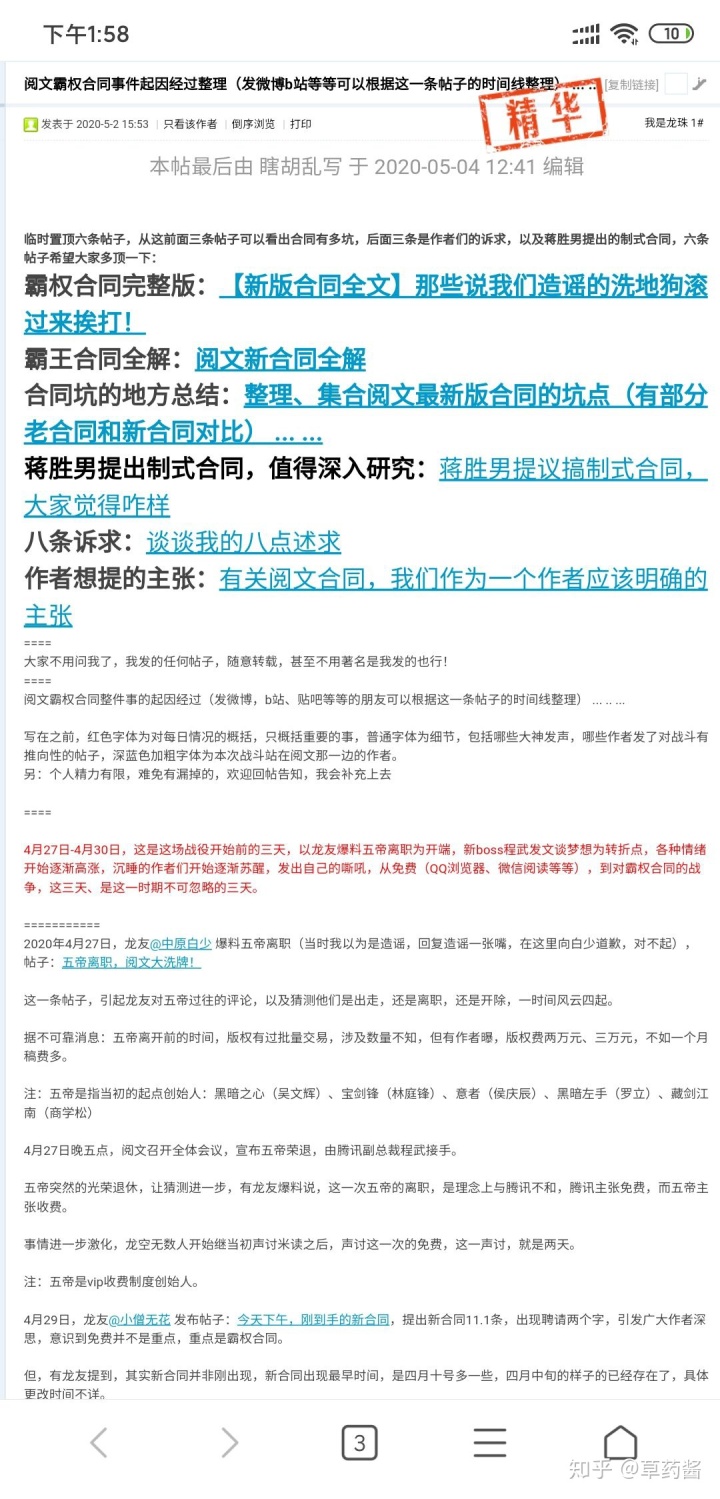 下午1:58
10
阅文霸权合同事件起因经过整理（发微博b站等等可以根据这一条帖子的时间线整理） ... ... [复制链接]
精华
发表于 2020-5-2 15:53 | 只看该作者 | 倒序浏览 | 打印
我是龙珠 1#
本帖最后由 瞎胡乱写 于 2020-05-04 12:41 编辑
临时置顶六条帖子，从这前面三条帖子可以看出合同有多坑，后面三条是作者们的诉求，以及蒋胜男提出的制式合同，六条
帖子希望大家多顶一下：
霸权合同完整版：【新版合同全文】那些说我们造谣的洗地狗滚
过来挨打！
霸王合同全解：阅文新合同全解
合同坑的地方总结：整理、集合阅文最新版合同的坑点（有部分
老合同和新合同对比） ... ...
蒋胜男提出制式合同，值得深入研究：蒋胜男提议搞制式合同，
大家觉得咋样
八条诉求：谈谈我的八点述求
作者想提的主张：有关阅文合同，我们作为一个作者应该明确的
主张
====
大家不用问我了，我发的任何帖子，随意转载，甚至不用著名是我发的也行！
====
阅文霸权合同整件事的起因经过（发微博，b站、贴吧等等的朋友可以根据这一条帖子的时间线整理） ... .. ...
写在之前，红色字体为对每日情况的概括，只概括重要的事，普通字体为细节，包括哪些大神发声，哪些作者发了对战斗有
推向性的帖子，深蓝色加粗字体为本次战斗站在阅文那一边的作者。
另：个人精力有限，难免有漏掉的，欢迎回帖告知，我会补充上去
====
4月27日-4月30日，这是这场战役开始前的三天，以龙友爆料五帝离职为开端，新boss程武发文谈梦想为转折点，各种情绪
开始逐渐高涨，沉睡的作者们开始逐渐苏醒，发出自己的嘶吼，从免费（QQ浏览器、微信阅读等等），到对霸权合同的战
争，这三天、是这一时期不可忽略的三天。
===========
2020年4月27日，龙友@中原白少 爆料五帝离职（当时我以为是造谣，回复造谣一张嘴，在这里向白少道歉，对不起），
帖子：五帝离职，阅文大洗牌！
这一条帖子，引起龙友对五帝过往的评论，以及猜测他们是出走，还是离职，还是开除，一时间风云四起。
据不可靠消息：五帝离开前的时间，版权有过批量交易，涉及数量不知，但有作者曝，版权费两万元、三万元，不如一个月
稿费多。
注：五帝是指当初的起点创始人：黑暗之心（吴文辉）、宝剑锋（林庭锋）、意者（侯庆辰）、黑暗左手（罗立）、藏剑江
南（商学松）
4月27日晚五点，阅文召开全体会议，宣布五帝荣退，由腾讯副总裁程武接手。
五帝突然的光荣退休，让猜测进一步，有龙友爆料说，这一次五帝的离职，是理念上与腾讯不和，腾讯主张免费，而五帝主
张收费。
事情进一步激化，龙空无数人开始继当初声讨米读之后，声讨这一次的免费，这一声讨，就是两天。
注：五帝是vip收费制度创始人。
4月29日，龙友@小僧无花 发布帖子：今天下午，刚到手的新合同，提出新合同11.1条，出现聘请两个字，引发广大作者深
思，意识到免费并不是重点，重点是霸权合同。
但，有龙友提到，其实新合同并非刚出现，新合同出现最早时间，是四月十号多一些，四月中旬的样子的已经存在了，具体
更改时间不详。
3
知乎 @草药酱